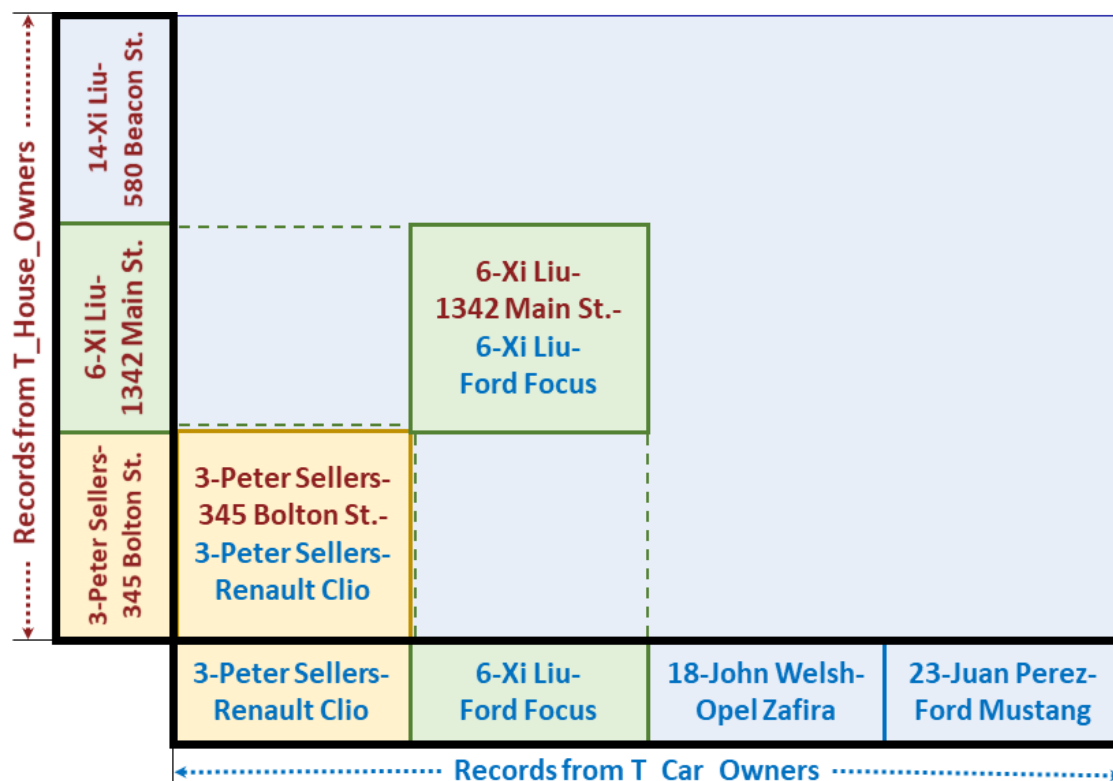 Records from T_House_Owners
14-Xi Liu-
580 Beacon St.
6-Xi Liu-
1342 Main St.
3-Peter Sellers-
345 Bolton St.
6-Xi Liu-
1342 Main St.-
6-Xi Liu-
Ford Focus
3-Peter Sellers-
345 Bolton St.-
3-Peter Sellers-
Renault Clio
3-Peter Sellers-
Renault Clio
6-Xi Liu-
Ford Focus
18-John Welsh-
Opel Zafira
23-Juan Perez-
Ford Mustang
Records from T_Car_Owners